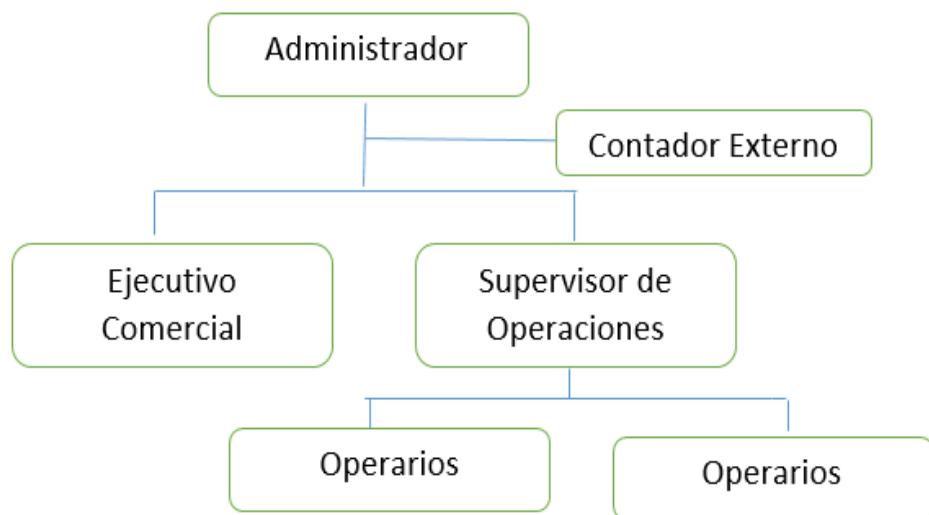 Administrador
Contador Externo
Ejecutivo
Comercial
Supervisor de
Operaciones
Operarios
Operarios